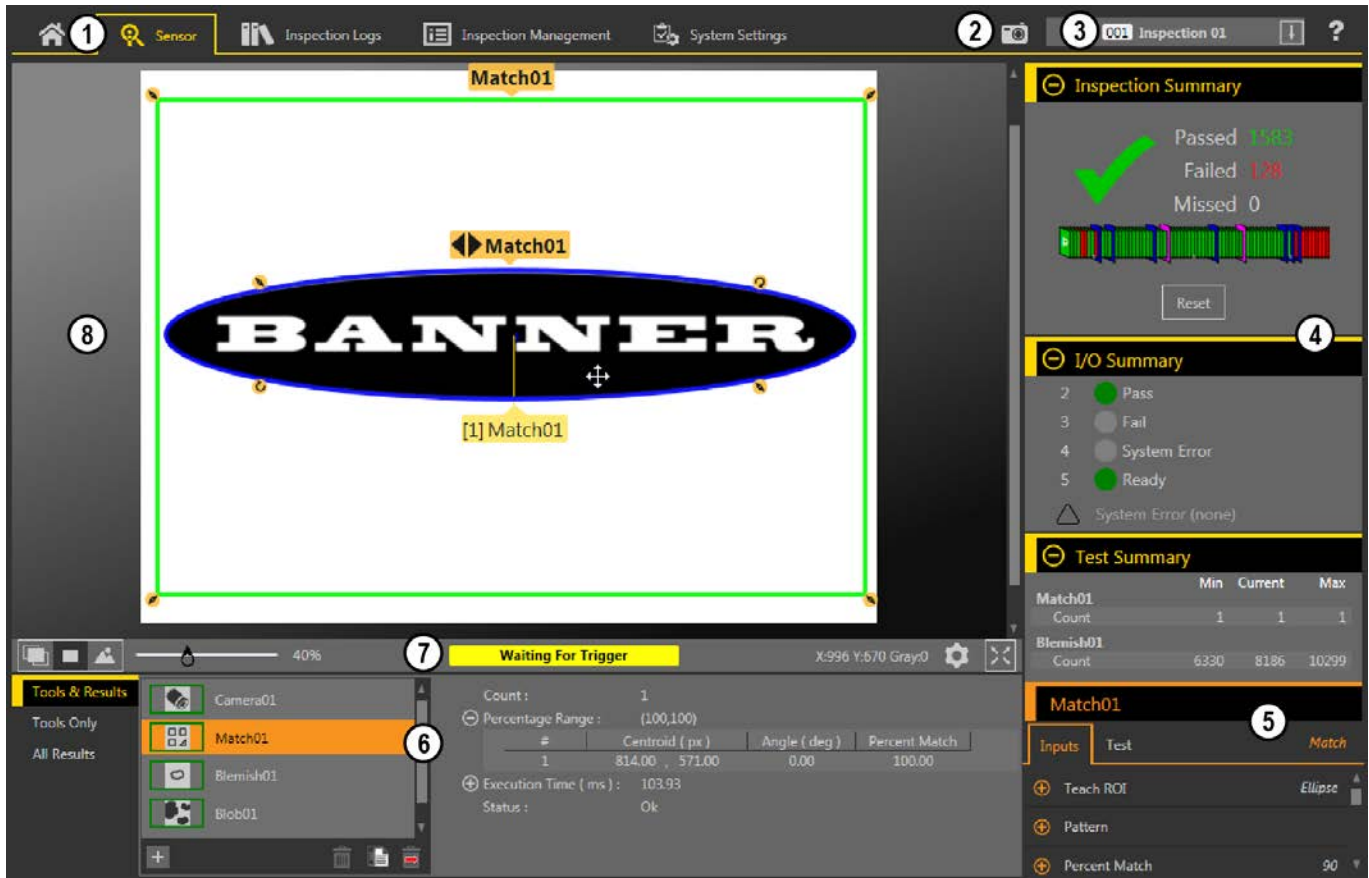 1 Sensor Inspection Logs Inspection Management System Settings 2 3 001 Inspection 01 ?
Match01
Match01
BANNER
[1] Match01
8
Inspection Summary
Passed 1583
Failed 128
Missed 0
Reset
4
I/O Summary
2 Pass
3 Fail
4 System Error
5 Ready
System Error (none)
Test Summary
Min Current Max
Match01
Count 1 1 1
Blemish01
Count 6330 8186 10299
40% 7 Waiting For Trigger X:996 Y:670 Gray:0
Tools & Results
Tools Only
All Results
Camera01
Match01
Blemish01
Blob01
6
Count : 1
Percentage Range : (100,100)
# Centroid ( px ) Angle ( deg ) Percent Match
1 814.00 , 571.00 0.00 100.00
Execution Time ( ms ) : 103.93
Status : Ok
Match01
5
Inputs Test Match
Teach ROI Ellipse
Pattern
Percent Match 90